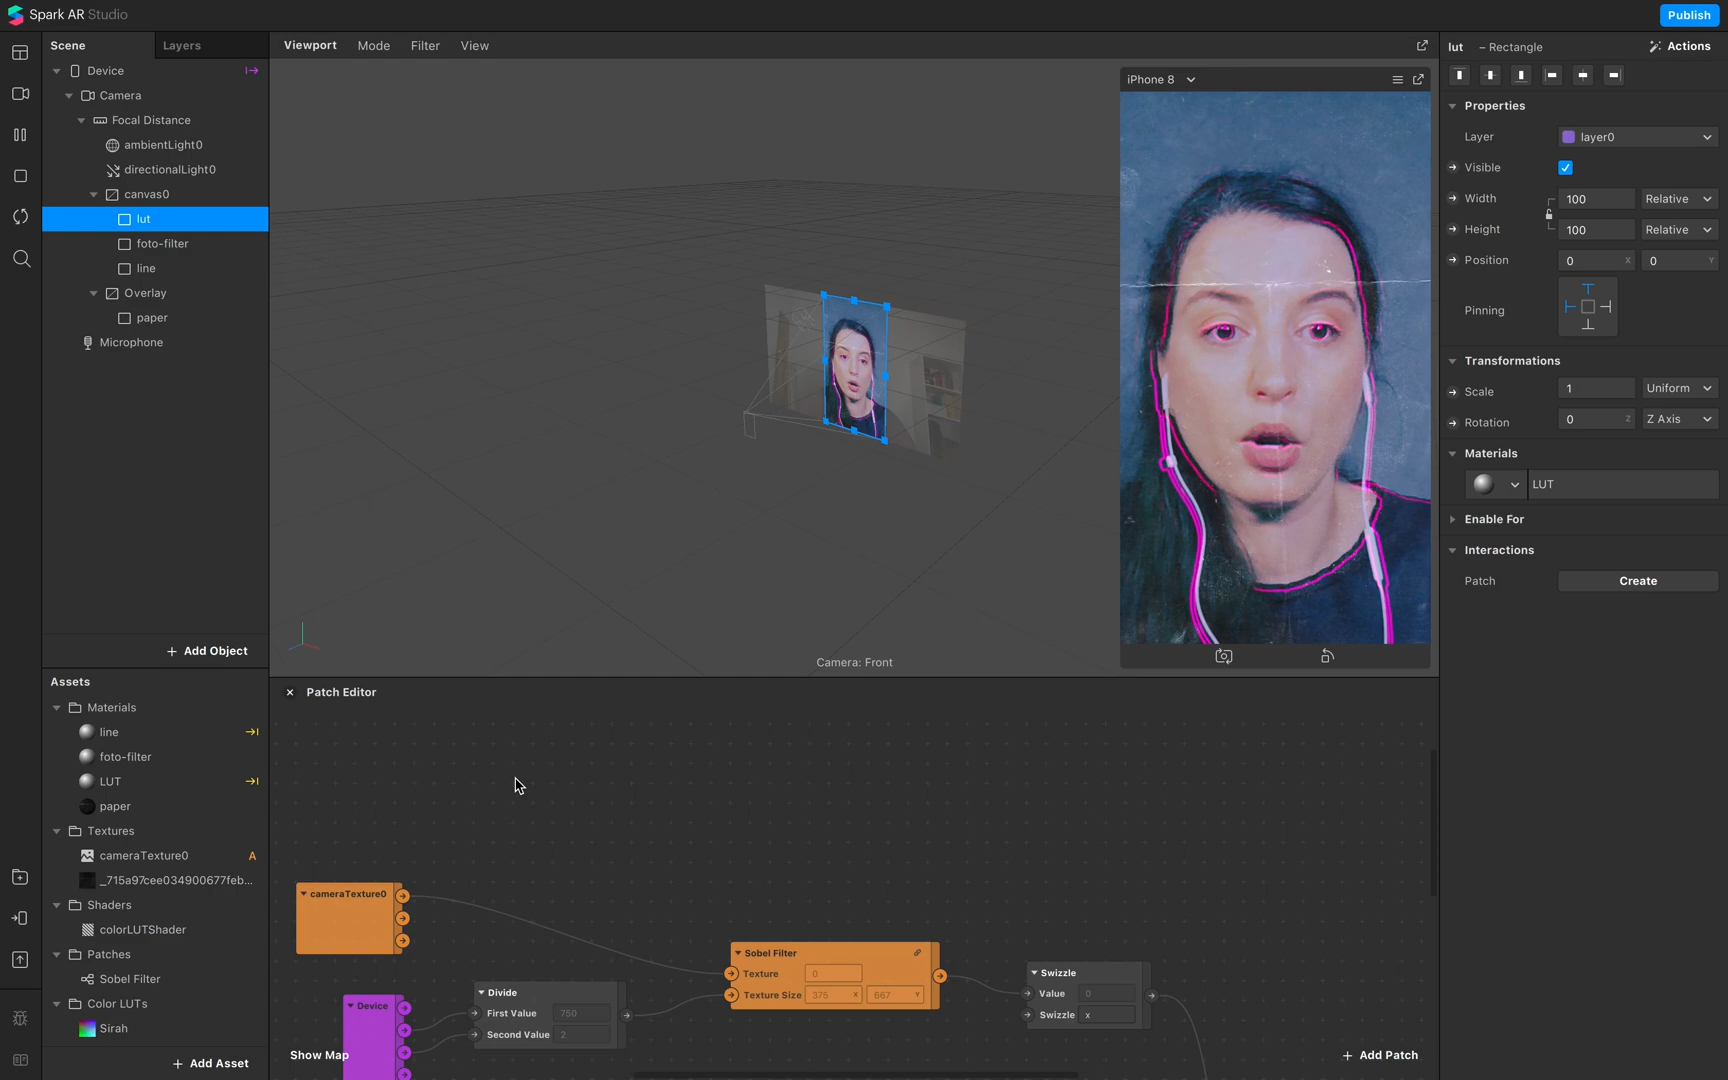 Spark AR Studio
Publish
Scene
Layers
Device
Camera
Focal Distance
ambientLight0
directionalLight0
canvas0
lut
foto-filter
line
Overlay
paper
Microphone
+ Add Object
Assets
Materials
line
foto-filter
LUT
paper
Textures
cameraTexture0 A
_715a97cee034900677feb...
Shaders
colorLUTShader
Patches
Sobel Filter
Color LUTs
Sirah
+ Add Asset
Viewport Mode Filter View
iPhone 8
Camera: Front
Patch Editor
cameraTexture0
Device
Divide
First Value 750
Second Value 2
Sobel Filter
Texture 0
Texture Size 375 X 667 Y
Swizzle
Value 0
Swizzle x
Show Map
+ Add Patch
lut – Rectangle
Actions
Properties
Layer layer0
Visible
Width 100 Relative
Height 100 Relative
Position 0 X 0 Y
Pinning
Transformations
Scale 1 Uniform
Rotation 0 Z Z Axis
Materials
LUT
Enable For
Interactions
Patch Create